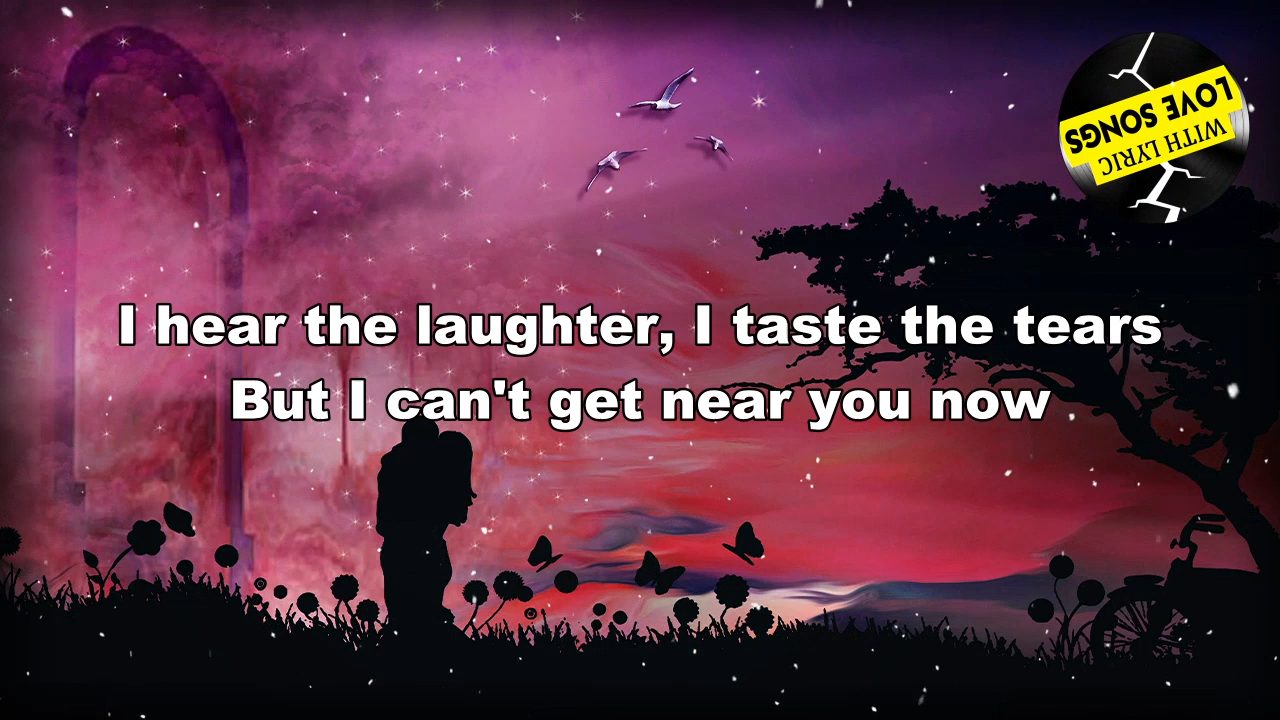 LOVE SONGS
WITH LYRIC
I hear the laughter, I taste the tears
But I can't get near you now